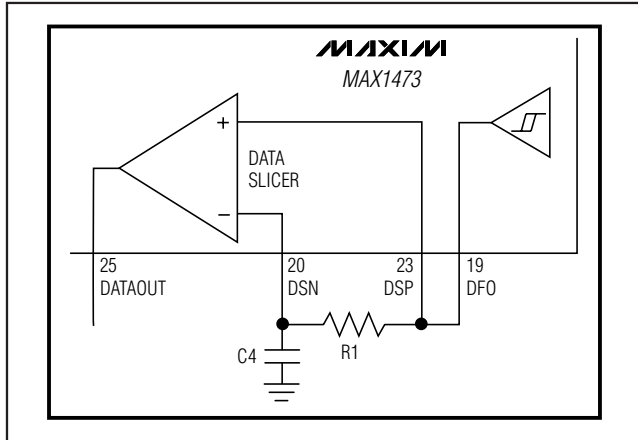 MAXIM
MAX1473
+
DATA
SLICER
−
25
DATAOUT
20
DSN
23
DSP
19
DFO
C4
R1